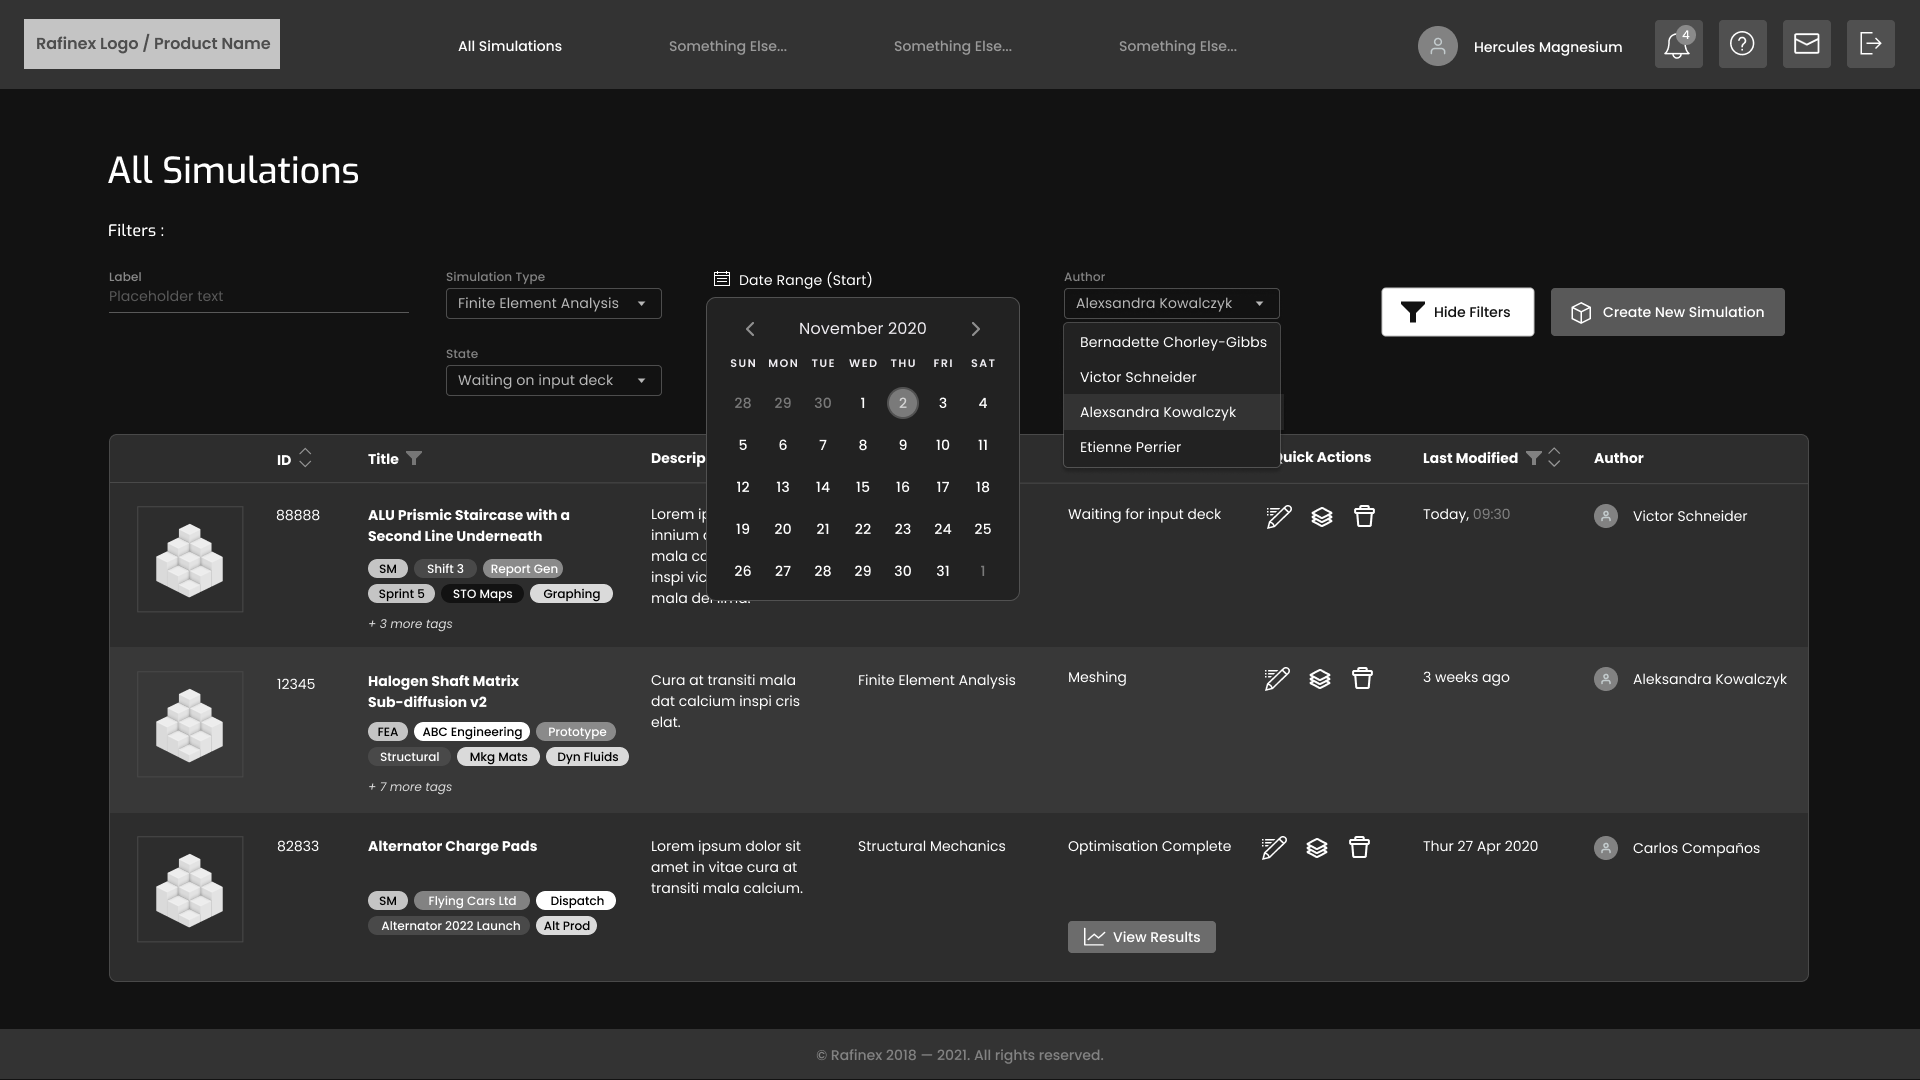 Rafinex Logo / Product Name
All Simulations
Something Else...
Something Else...
Something Else...
Hercules Magnesium
4
All Simulations
Filters :
Label
Placeholder text
Simulation Type
Finite Element Analysis
State
Waiting on input deck
Date Range (Start)
November 2020
SUN MON TUE WED THU FRI SAT
28 29 30 1 2 3 4
5 6 7 8 9 10 11
12 13 14 15 16 17 18
19 20 21 22 23 24 25
26 27 28 29 30 31 1
Author
Alexsandra Kowalczyk
Bernadette Chorley-Gibbs
Victor Schneider
Alexsandra Kowalczyk
Etienne Perrier
Hide Filters
Create New Simulation
ID Title Descrip uick Actions Last Modified Author
88888
ALU Prismic Staircase with a
Second Line Underneath
SM Shift 3 Report Gen
Sprint 5 STO Maps Graphing
+ 3 more tags
Lorem ip
innium
mala co
inspi vic
mala de
Waiting for input deck
Today, 09:30
Victor Schneider
12345
Halogen Shaft Matrix
Sub-diffusion v2
FEA ABC Engineering Prototype
Structural Mkg Mats Dyn Fluids
+ 7 more tags
Cura at transiti mala
dat calcium inspi cris
elat.
Finite Element Analysis
Meshing
3 weeks ago
Aleksandra Kowalczyk
82833
Alternator Charge Pads
SM Flying Cars Ltd Dispatch
Alternator 2022 Launch Alt Prod
Lorem ipsum dolor sit
amet in vitae cura at
transiti mala calcium.
Structural Mechanics
Optimisation Complete
View Results
Thur 27 Apr 2020
Carlos Compaños
© Rafinex 2018 — 2021. All rights reserved.